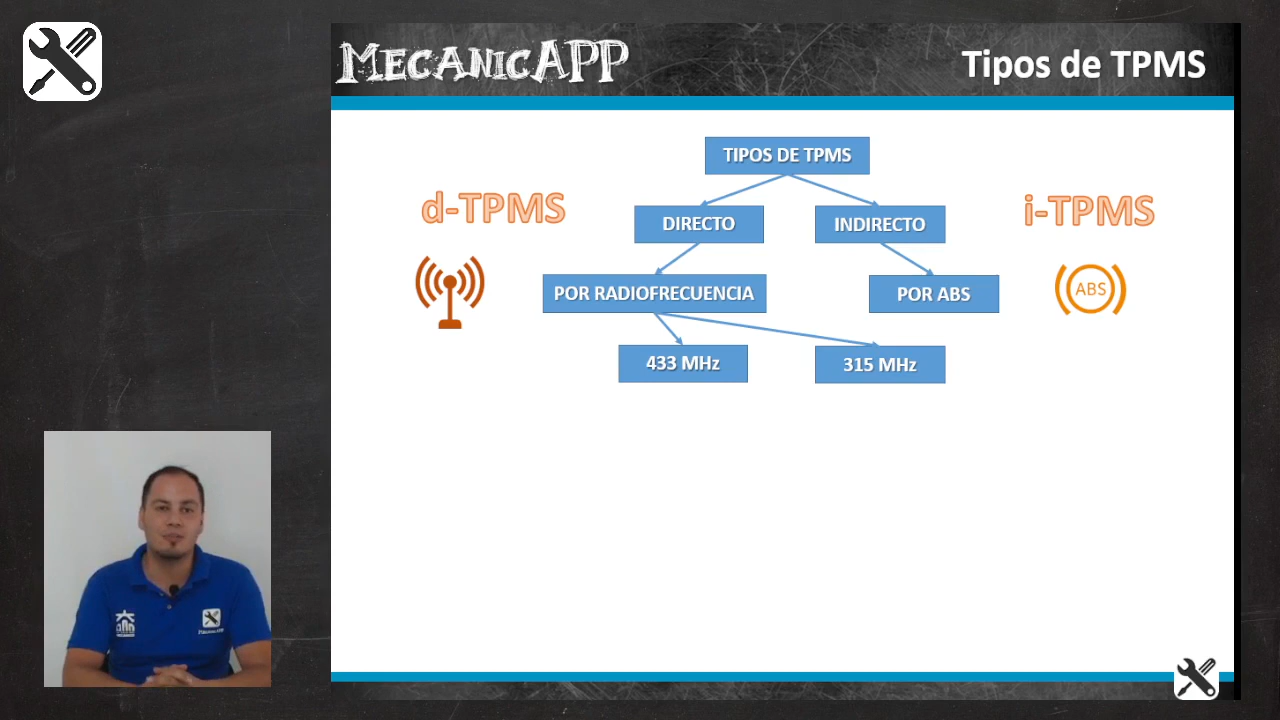 MECANICAPP
Tipos de TPMS
TIPOS DE TPMS
d-TPMS
i-TPMS
DIRECTO
INDIRECTO
POR RADIOFRECUENCIA
POR ABS
ABS
433 MHz
315 MHz